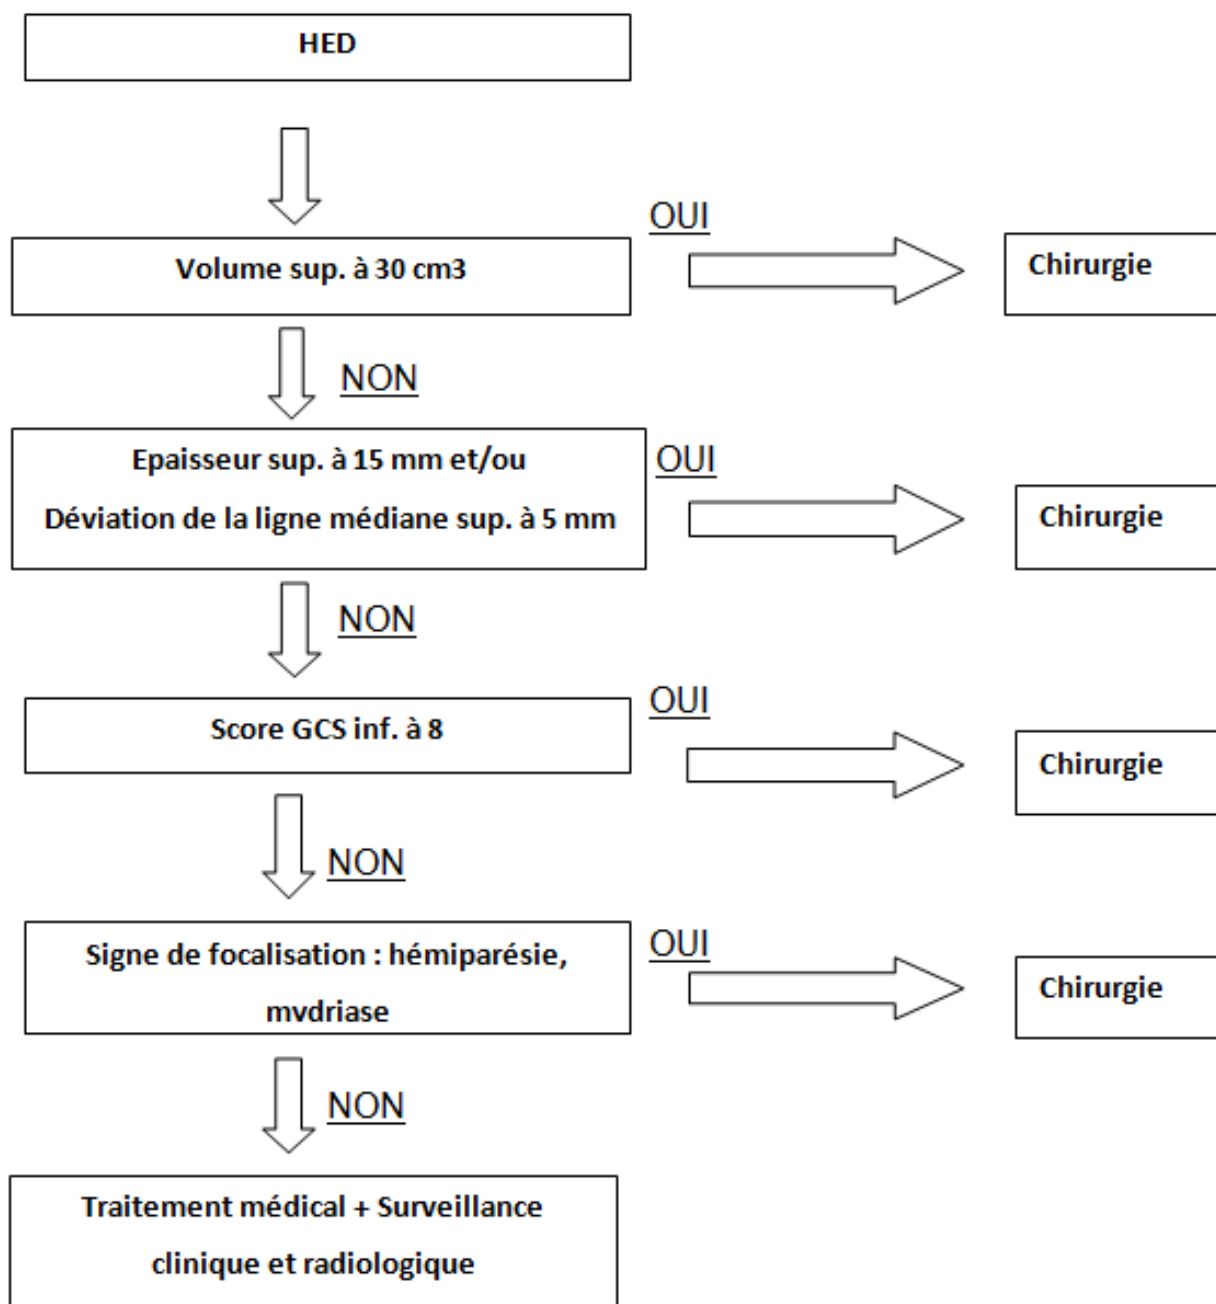 HED
OUI
Volume sup. à 30 cm3
Chirurgie
NON
Epaisseur sup. à 15 mm et/ou
Déviation de la ligne médiane sup. à 5 mm
OUI
Chirurgie
NON
Score GCS inf. à 8
OUI
Chirurgie
NON
Signe de focalisation : hémiparésie,
mvdriase
OUI
Chirurgie
NON
Traitement médical + Surveillance
clinique et radiologique